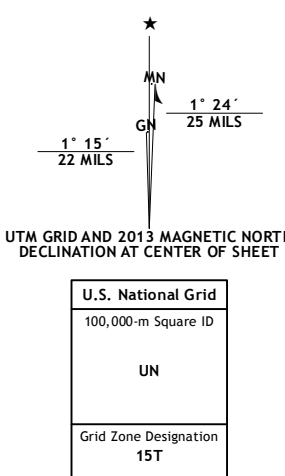 ★
MN
1° 24´
25 MILS
GN
1° 15´
22 MILS
UTM GRID AND 2013 MAGNETIC NORT
DECLINATION AT CENTER OF SHEET
U.S. National Grid
100,000-m Square ID
UN
Grid Zone Designation
15T